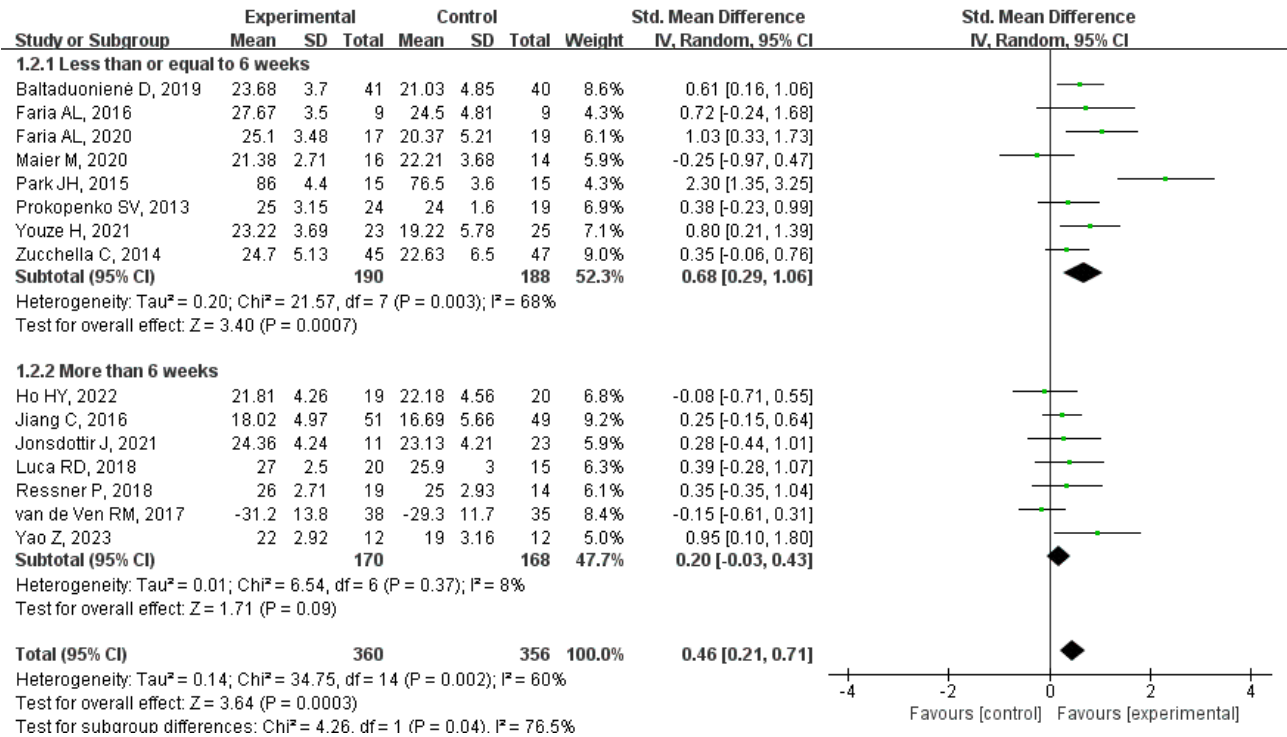 Experimental Control Std. Mean Difference Std. Mean Difference
Study or Subgroup Mean SD Total Mean SD Total Weight IV, Random, 95% CI IV, Random, 95% CI
1.2.1 Less than or equal to 6 weeks
Baltaduonienė D, 2019 23.68 3.7 41 21.03 4.85 40 8.6% 0.61 [0.16, 1.06]
Faria AL, 2016 27.67 3.5 9 24.5 4.81 9 4.3% 0.72 [-0.24, 1.68]
Faria AL, 2020 25.1 3.48 17 20.37 5.21 19 6.1% 1.03 [0.33, 1.73]
Maier M, 2020 21.38 2.71 16 22.21 3.68 14 5.9% -0.25 [-0.97, 0.47]
Park JH, 2015 86 4.4 15 76.5 3.6 15 4.3% 2.30 [1.35, 3.25]
Prokopenko SV, 2013 25 3.15 24 24 1.6 19 6.9% 0.38 [-0.23, 0.99]
Youze H, 2021 23.22 3.69 23 19.22 5.78 25 7.1% 0.80 [0.21, 1.39]
Zucchella C, 2014 24.7 5.13 45 22.63 6.5 47 9.0% 0.35 [-0.06, 0.76]
Subtotal (95% CI) 190 188 52.3% 0.68 [0.29, 1.06]
Heterogeneity: Tau² = 0.20; Chi² = 21.57, df = 7 (P = 0.003); I² = 68%
Test for overall effect: Z = 3.40 (P = 0.0007)
1.2.2 More than 6 weeks
Ho HY, 2022 21.81 4.26 19 22.18 4.56 20 6.8% -0.08 [-0.71, 0.55]
Jiang C, 2016 18.02 4.97 51 16.69 5.66 49 9.2% 0.25 [-0.15, 0.64]
Jonsdottir J, 2021 24.36 4.24 11 23.13 4.21 23 5.9% 0.28 [-0.44, 1.01]
Luca RD, 2018 27 2.5 20 25.9 3 15 6.3% 0.39 [-0.28, 1.07]
Ressner P, 2018 26 2.71 19 25 2.93 14 6.1% 0.35 [-0.35, 1.04]
van de Ven RM, 2017 -31.2 13.8 38 -29.3 11.7 35 8.4% -0.15 [-0.61, 0.31]
Yao Z, 2023 22 2.92 12 19 3.16 12 5.0% 0.95 [0.10, 1.80]
Subtotal (95% CI) 170 168 47.7% 0.20 [-0.03, 0.43]
Heterogeneity: Tau² = 0.01; Chi² = 6.54, df = 6 (P = 0.37); I² = 8%
Test for overall effect: Z = 1.71 (P = 0.09)
Total (95% CI) 360 356 100.0% 0.46 [0.21, 0.71]
Heterogeneity: Tau² = 0.14; Chi² = 34.75, df = 14 (P = 0.002); I² = 60%
Test for overall effect: Z = 3.64 (P = 0.0003)
Test for subgroup differences: Chi² = 4.26, df = 1 (P = 0.04), I² = 76.5%
-4 -2 0 2 4
Favours [control] Favours [experimental]